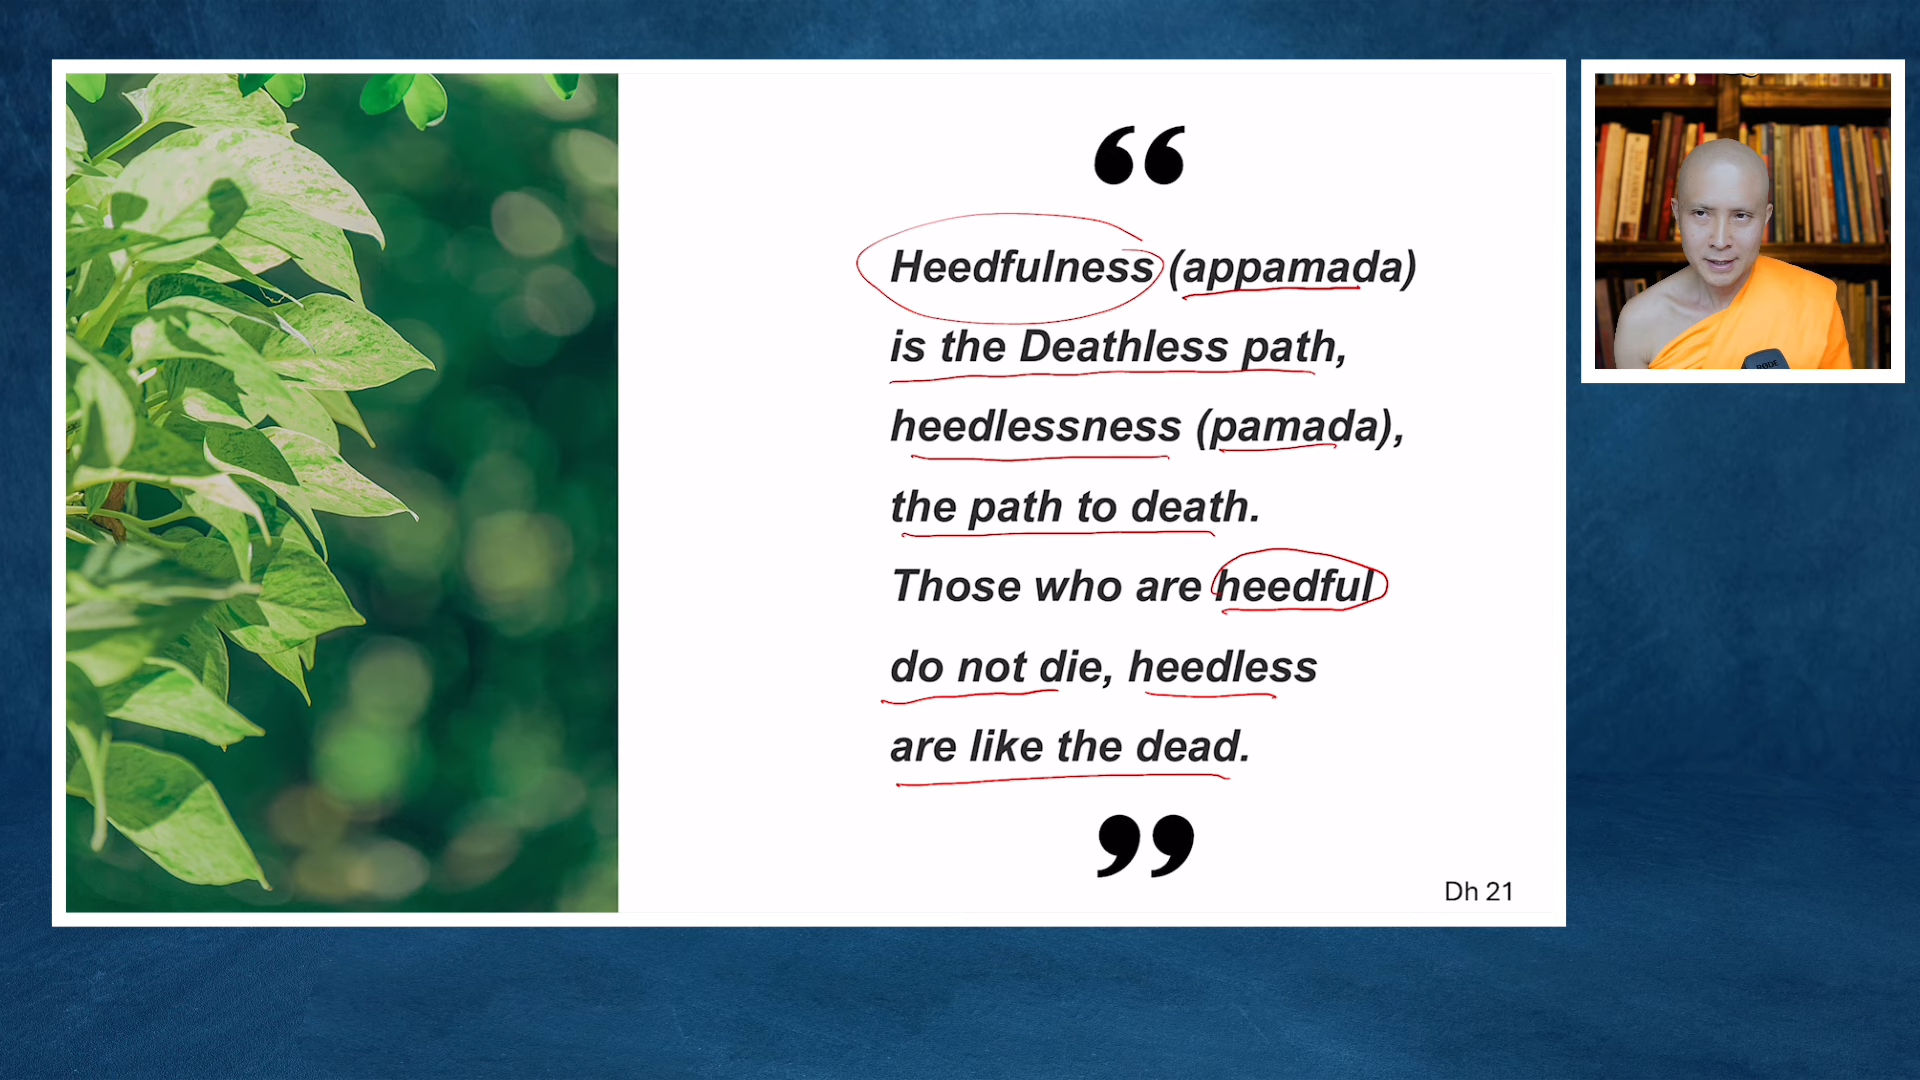 “
Heedfulness (appamada)
is the Deathless path,
heedlessness (pamada),
the path to death.
Those who are heedful
do not die, heedless
are like the dead.
”
Dh 21
RODE